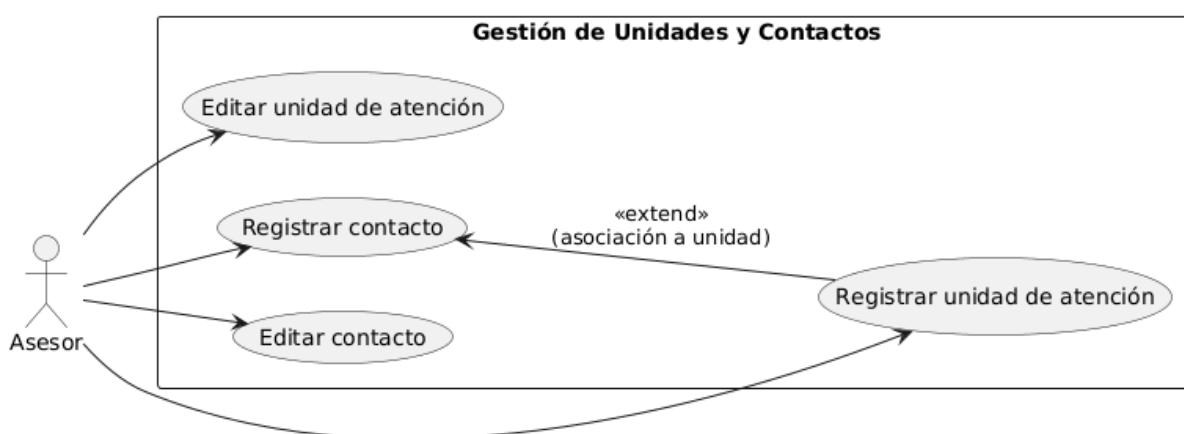 Gestión de Unidades y Contactos
Editar unidad de atención
Registrar contacto
«extend»
(asociación a unidad)
Registrar unidad de atención
Editar contacto
Asesor